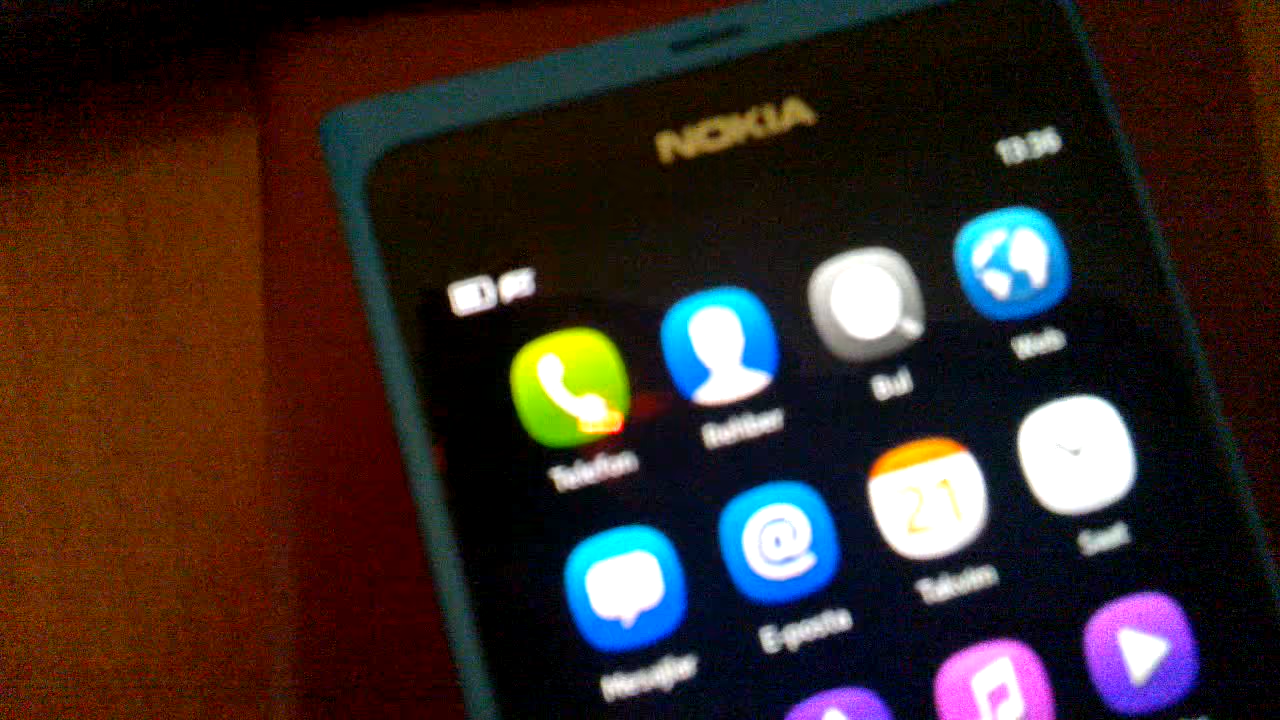 NOKIA
13:36
Telefon Rehber Bul Web
Mesajlar E-posta Takvim Saat
21